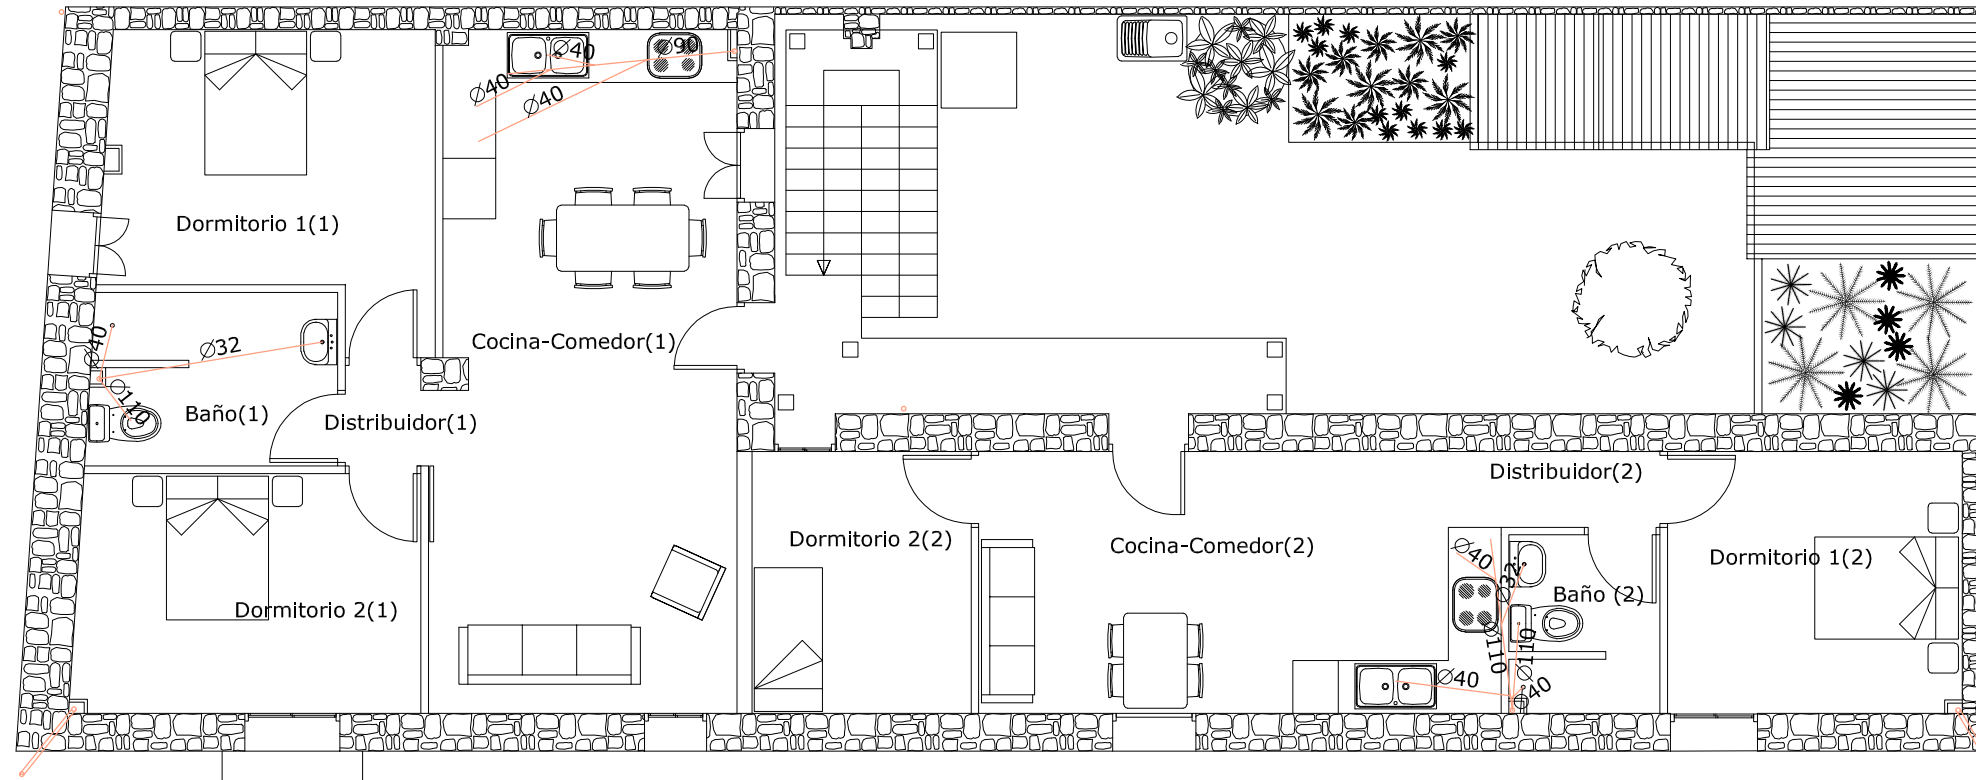 Ø40
Ø90
Ø40
Ø40
Dormitorio 1(1)
Cocina-Comedor(1)
Ø40
Ø32
Ø110
Baño(1)
Distribuidor(1)
Distribuidor(2)
Dormitorio 2(2)
Cocina-Comedor(2)
Ø40
Ø32
Dormitorio 1(2)
Baño (2)
Dormitorio 2(1)
Ø110
Ø110
Ø40
Ø40